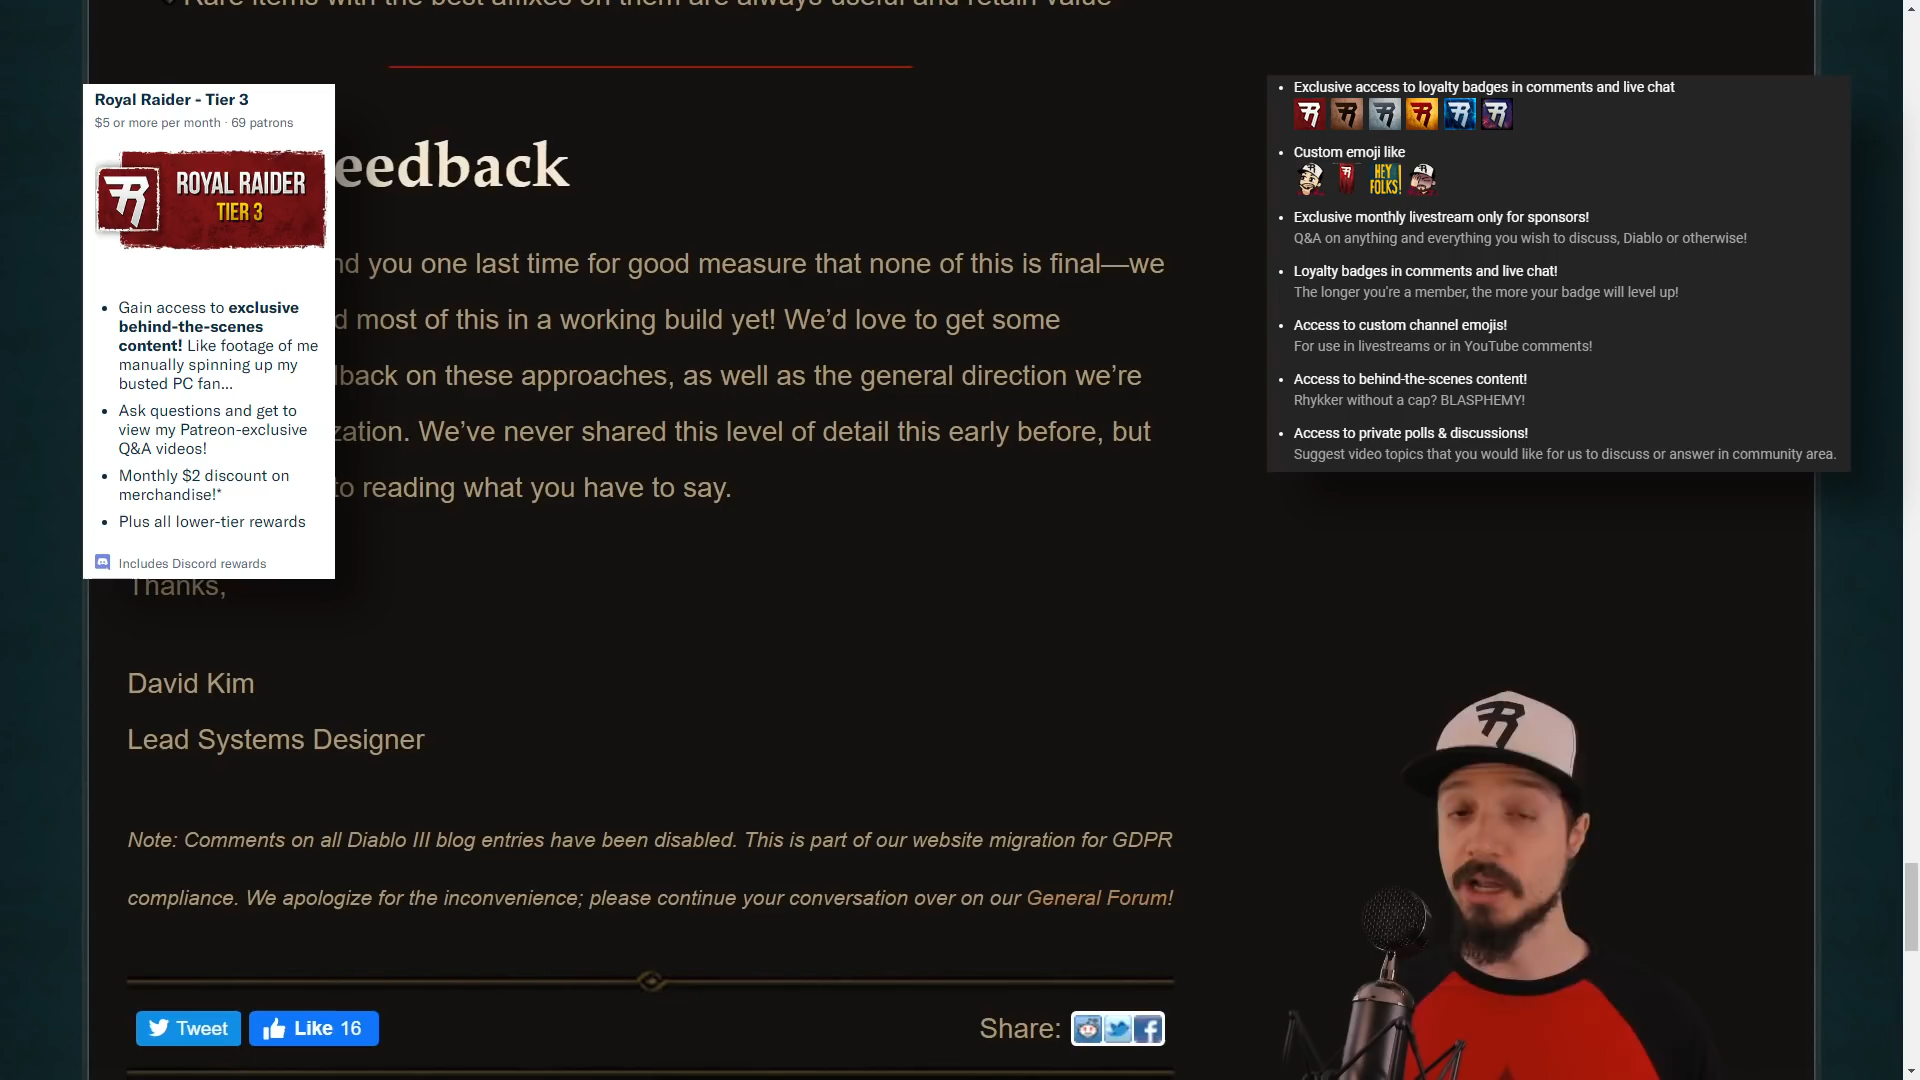 Rare items with the best affixes on them are always useful and retain value
Royal Raider - Tier 3
$5 or more per month · 69 patrons
ROYAL RAIDER
TIER 3
Gain access to exclusive
behind-the-scenes
content! Like footage of me
manually spinning up my
busted PC fan...
Ask questions and get to
view my Patreon-exclusive
Q&A videos!
Monthly $2 discount on
merchandise!*
Plus all lower-tier rewards
Includes Discord rewards
eedback
nd you one last time for good measure that none of this is final—we
d most of this in a working build yet! We’d love to get some
back on these approaches, as well as the general direction we’re
zation. We’ve never shared this level of detail this early before, but
to reading what you have to say.
Thanks,
David Kim
Lead Systems Designer
Note: Comments on all Diablo III blog entries have been disabled. This is part of our website migration for GDPR
compliance. We apologize for the inconvenience; please continue your conversation over on our General Forum!
Tweet
Like 16
Share:
Exclusive access to loyalty badges in comments and live chat
Custom emoji like
HEY
FOLKS!
Exclusive monthly livestream only for sponsors!
Q&A on anything and everything you wish to discuss, Diablo or otherwise!
Loyalty badges in comments and live chat!
The longer you're a member, the more your badge will level up!
Access to custom channel emojis!
For use in livestreams or in YouTube comments!
Access to behind-the-scenes content!
Rhykker without a cap? BLASPHEMY!
Access to private polls & discussions!
Suggest video topics that you would like for us to discuss or answer in community area.